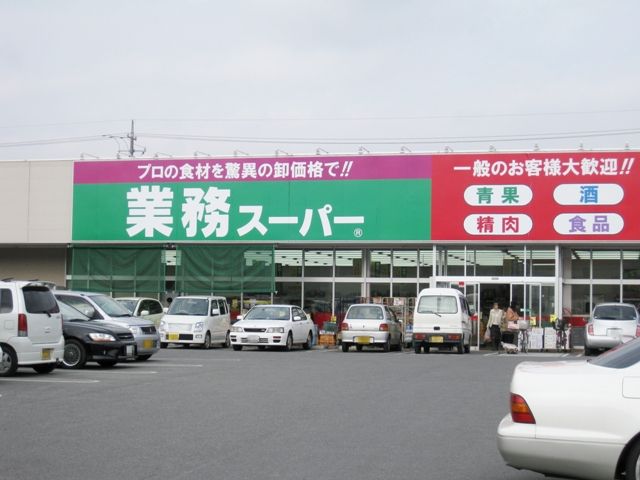 プロの食材を驚異の卸価格で!!
業務スーパー®
一般のお客様大歓迎!!
青果 酒
精肉 食品